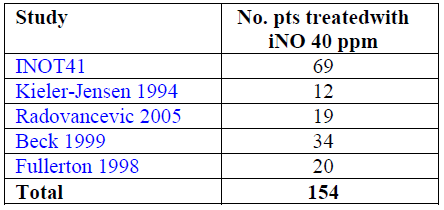 Study No. pts treatedwith
iNO 40 ppm
INOT41 69
Kieler-Jensen 1994 12
Radovancevic 2005 19
Beck 1999 34
Fullerton 1998 20
Total 154